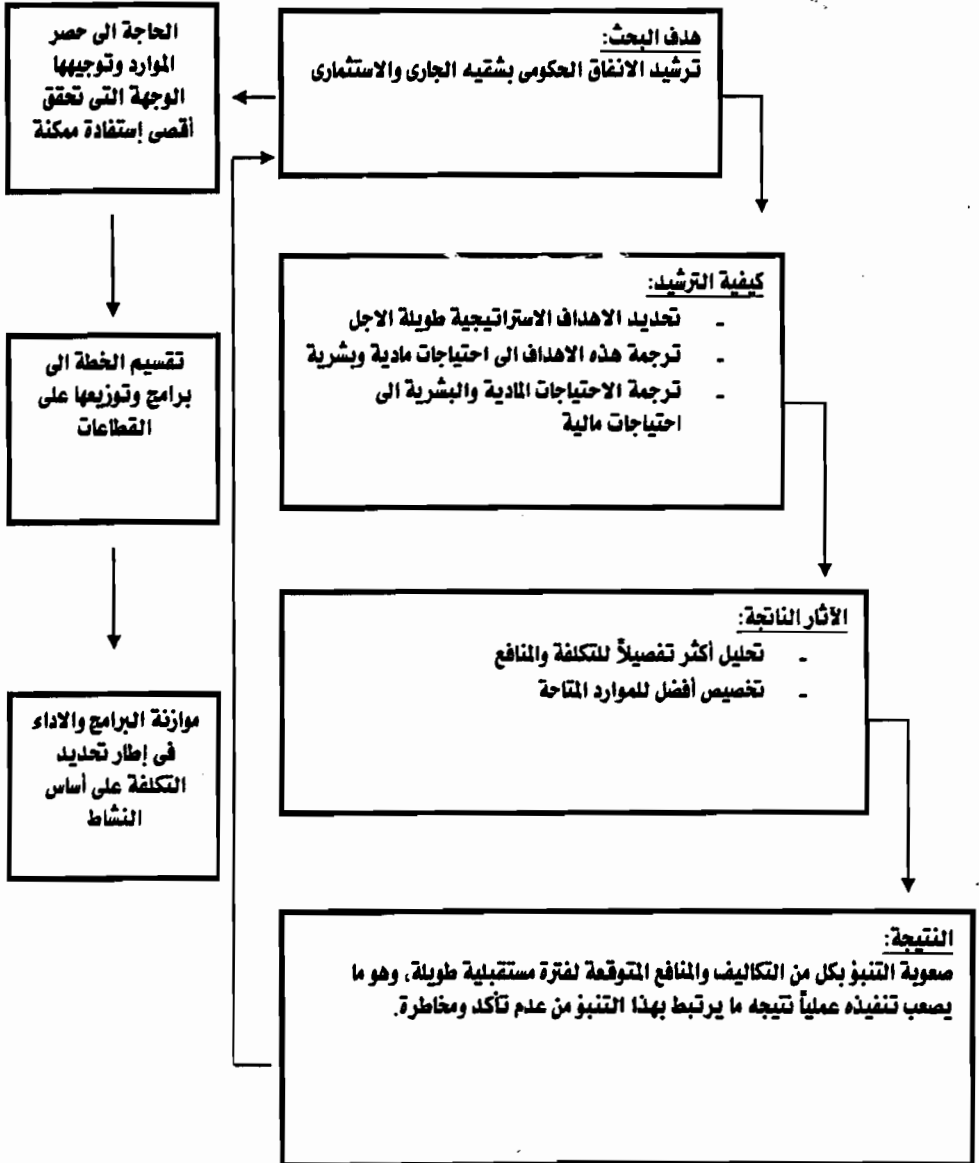 هدف البحث:
ترشيد الانفاق الحكومى بشقيه الجارى والاستثمارى
كيفية الترشيد:
- تحديد الاهداف الاستراتيجية طويلة الاجل
- ترجمة هذه الاهداف الى احتياجات مادية وبشرية
- ترجمة الاحتياجات المادية والبشرية الى
احتياجات مالية
الآثار الناتجة:
- تحليل أكثر تفصيلاً للتكلفة والمنافع
- تخصيص أفضل للموارد المتاحة
النتيجة:
صعوبة التنبؤ بكل من التكاليف والمنافع المتوقعة لفترة مستقبلية طويلة، وهو ما
يصعب تنفيذه عملياً نتيجه ما يرتبط بهذا التنبؤ من عدم تأكد ومخاطرة.
الحاجة الى حصر
الموارد وتوجيهها
الوجهة التى تحقق
أقصى إستفادة ممكنة
تقسيم الخطة الى
برامج وتوزيعها على
القطاعات
موازنة البرامج والاداء
فى إطار تحديد
التكلفة على أساس
النشاط